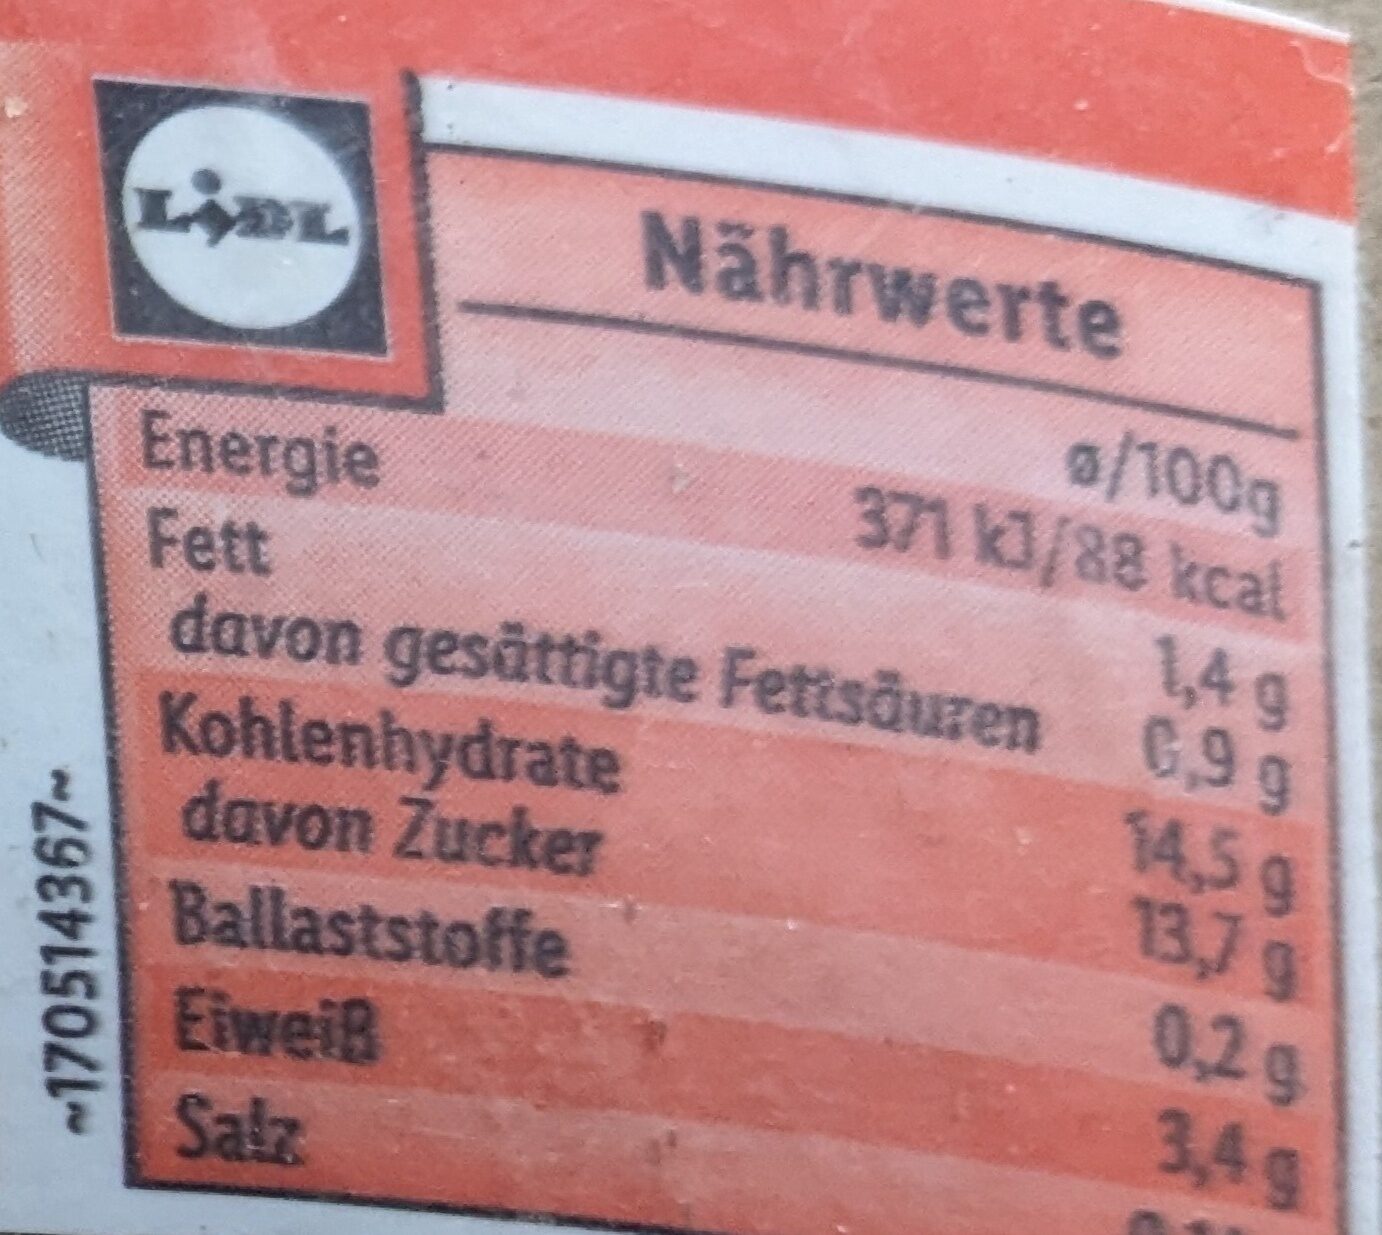 LiDL
Nährwerte
ø/100g
Energie 371 kJ/88 kcal
Fett 1,4 g
davon gesättigte Fettsäuren 0,9 g
Kohlenhydrate 14,5 g
davon Zucker 13,7 g
Ballaststoffe 0,2 g
Eiweiß 3,4 g
Salz
~170514367~